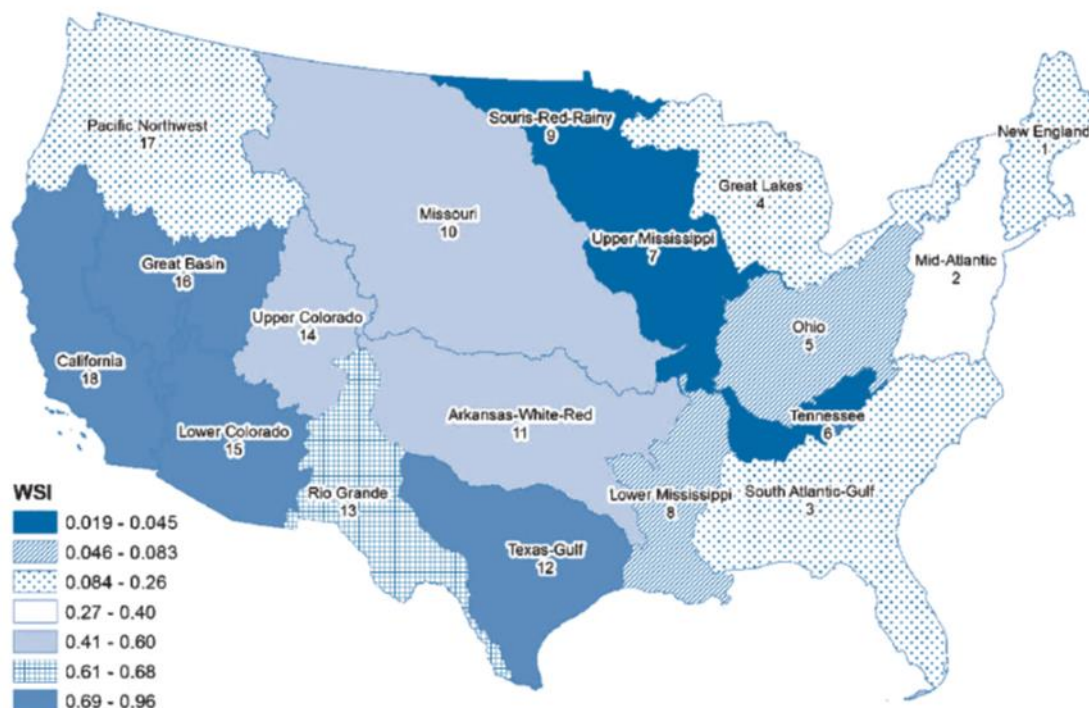 Pacific Northwest
17
Souris-Red-Rainy
9
New England
1
Great Lakes
4
Missouri
10
Upper Mississippi
7
Mid-Atlantic
2
Great Basin
16
Upper Colorado
14
Ohio
5
California
18
Arkansas-White-Red
11
Tennessee
6
Lower Colorado
15
Rio Grande
13
Lower Mississippi
8
South Atlantic-Gulf
3
Texas-Gulf
12
WSI
0.019 - 0.045
0.046 - 0.083
0.084 - 0.26
0.27 - 0.40
0.41 - 0.60
0.61 - 0.68
0.69 - 0.96